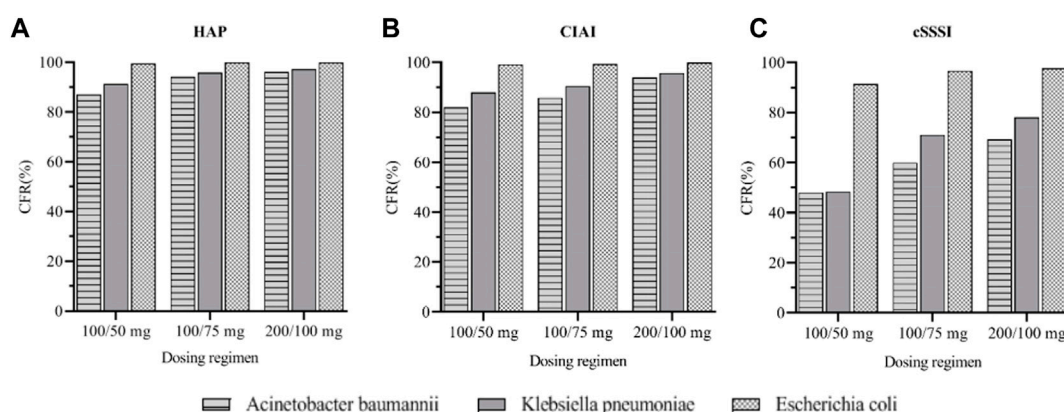 A
HAP
CFR(%)
100
80
60
40
20
0
100/50 mg 100/75 mg 200/100 mg
Dosing regimen
B
CIAI
CFR(%)
100
80
60
40
20
0
100/50 mg 100/75 mg 200/100 mg
Dosing regimen
C
cSSSI
CFR(%)
100
80
60
40
60
0
100/50 mg 100/75 mg 200/100 mg
Dosing regimen
Acinetobacter baumannii Klebsiella pneumoniae Escherichia coli